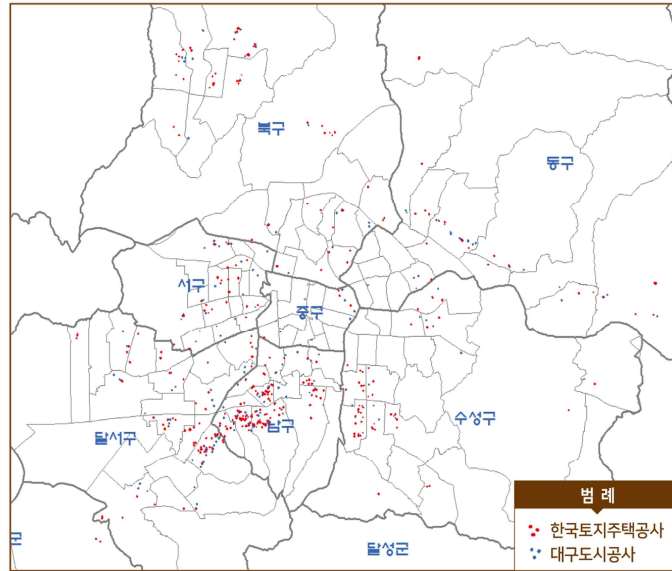 북구
동구
서구
중구
수성구
남구
달서구
범 례
한국토지주택공사
대구도시공사
달성군
군